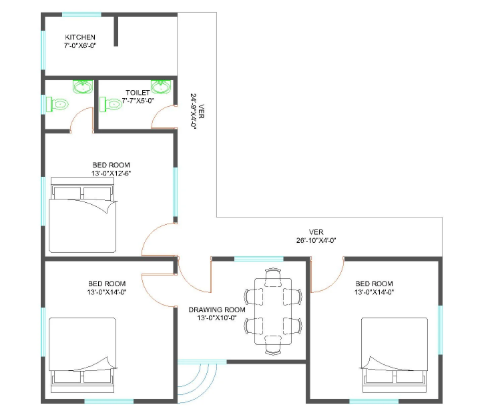 KITCHEN
7'-0"X6'-0"
TOILET
7'-7"X5'-0"
VER
24'-9"X4'-0"
BED ROOM
13'-0"X12'-6"
VER
26'-10"X4'-0"
BED ROOM
13'-0"X14'-0"
DRAWING ROOM
13'-0"X10'-0"
BED ROOM
13'-0"X14'-0"